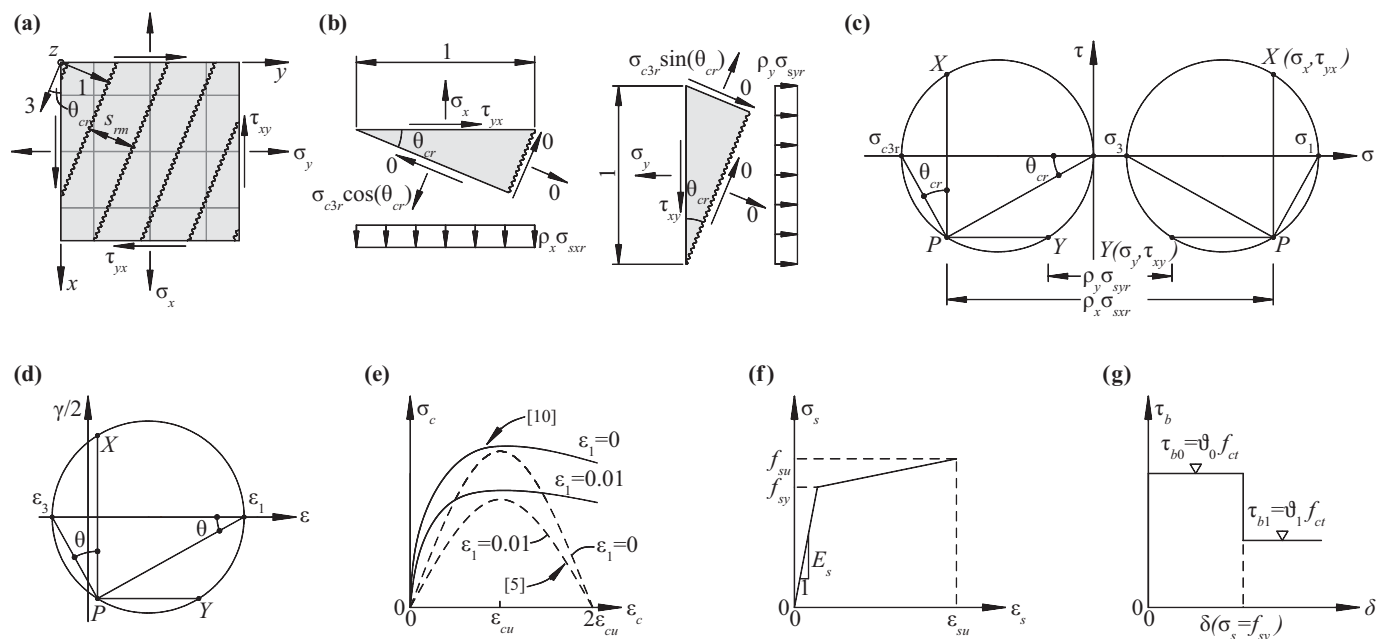 (a)
z
y
1
3
θcr
srm
τxy
σy
τyx
x
σx
(b)
1
σx τyx
θcr
0
0
0
σc3r cos(θcr)
ρx σsxr
σc3r sin(θcr)
ρy σsyr
0
1
σy
0
θcr
τxy
0
(c)
τ
X
X(σx,τyx)
σc3r
σ3
σ1
σ
θcr
θcr
P
Y
Y(σy,τxy)
P
ρy σsyr
ρx σsxr
(d)
γ/2
X
ε3
ε1
ε
θ
θ
P
Y
(e)
σc
[10]
ε1=0
ε1=0.01
ε1=0.01
ε1=0
[5]
0
εcu
2εcu
εc
(f)
σs
fsu
fsy
Es
1
0
εsu
εs
(g)
τb
τb0=ϑ0 fct
τb1=ϑ1 fct
0
δ(σs=fsy)
δ